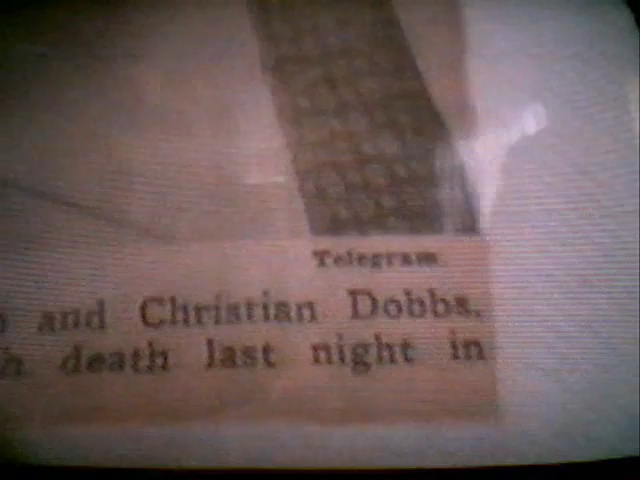 Telegram
and Christian Dobbs.
death last night in